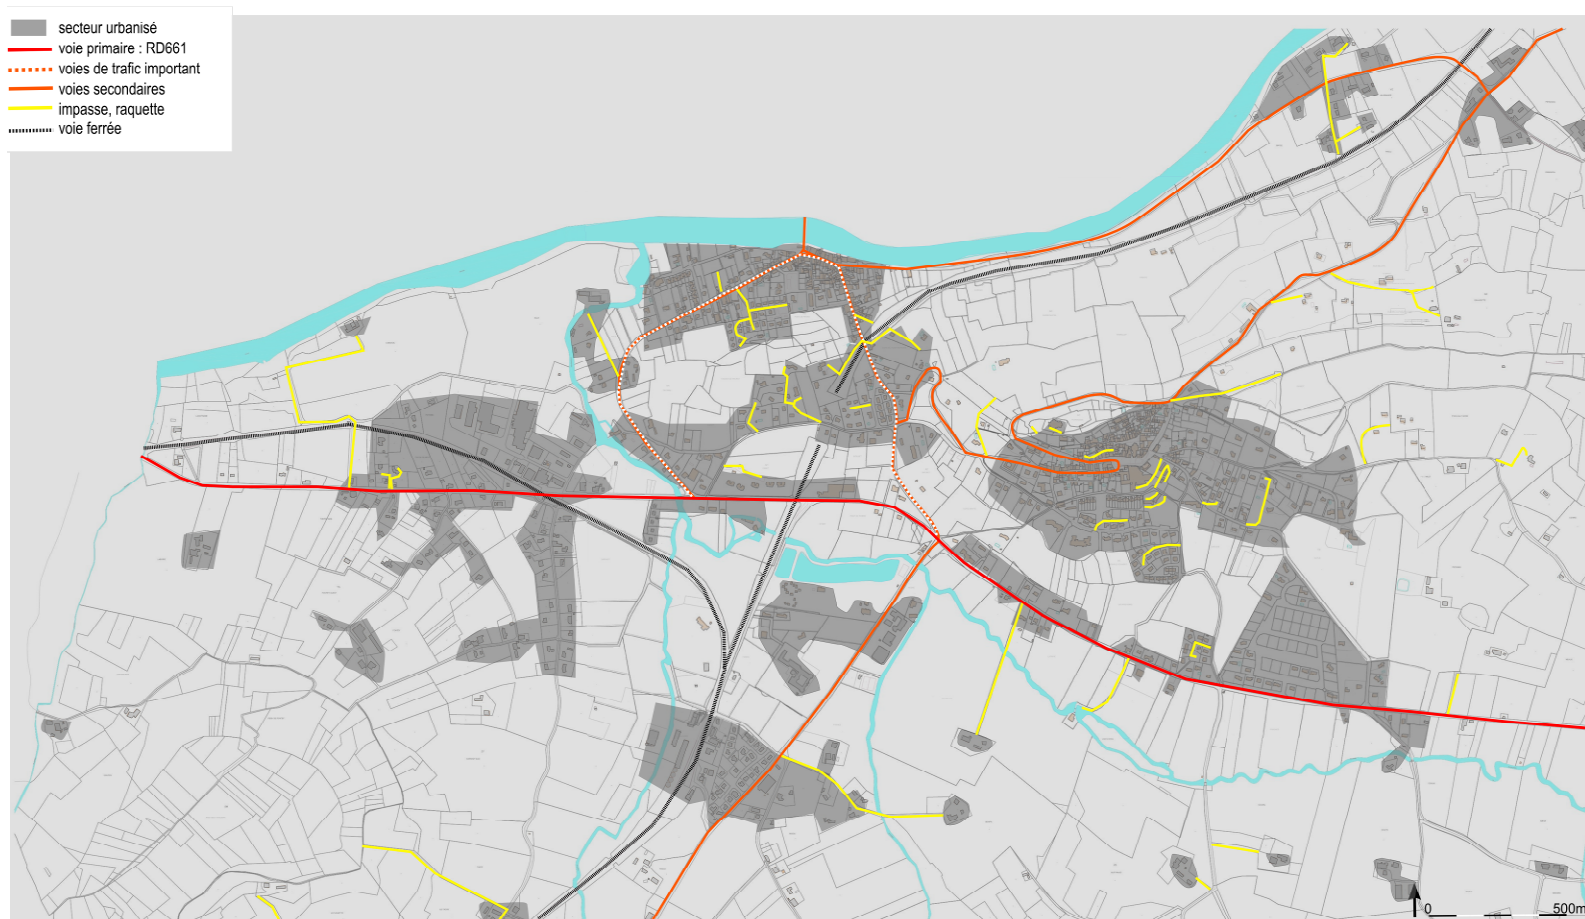 secteur urbanisé
voie primaire : RD661
voies de trafic important
voies secondaires
impasse, raquette
voie ferrée
0 500m